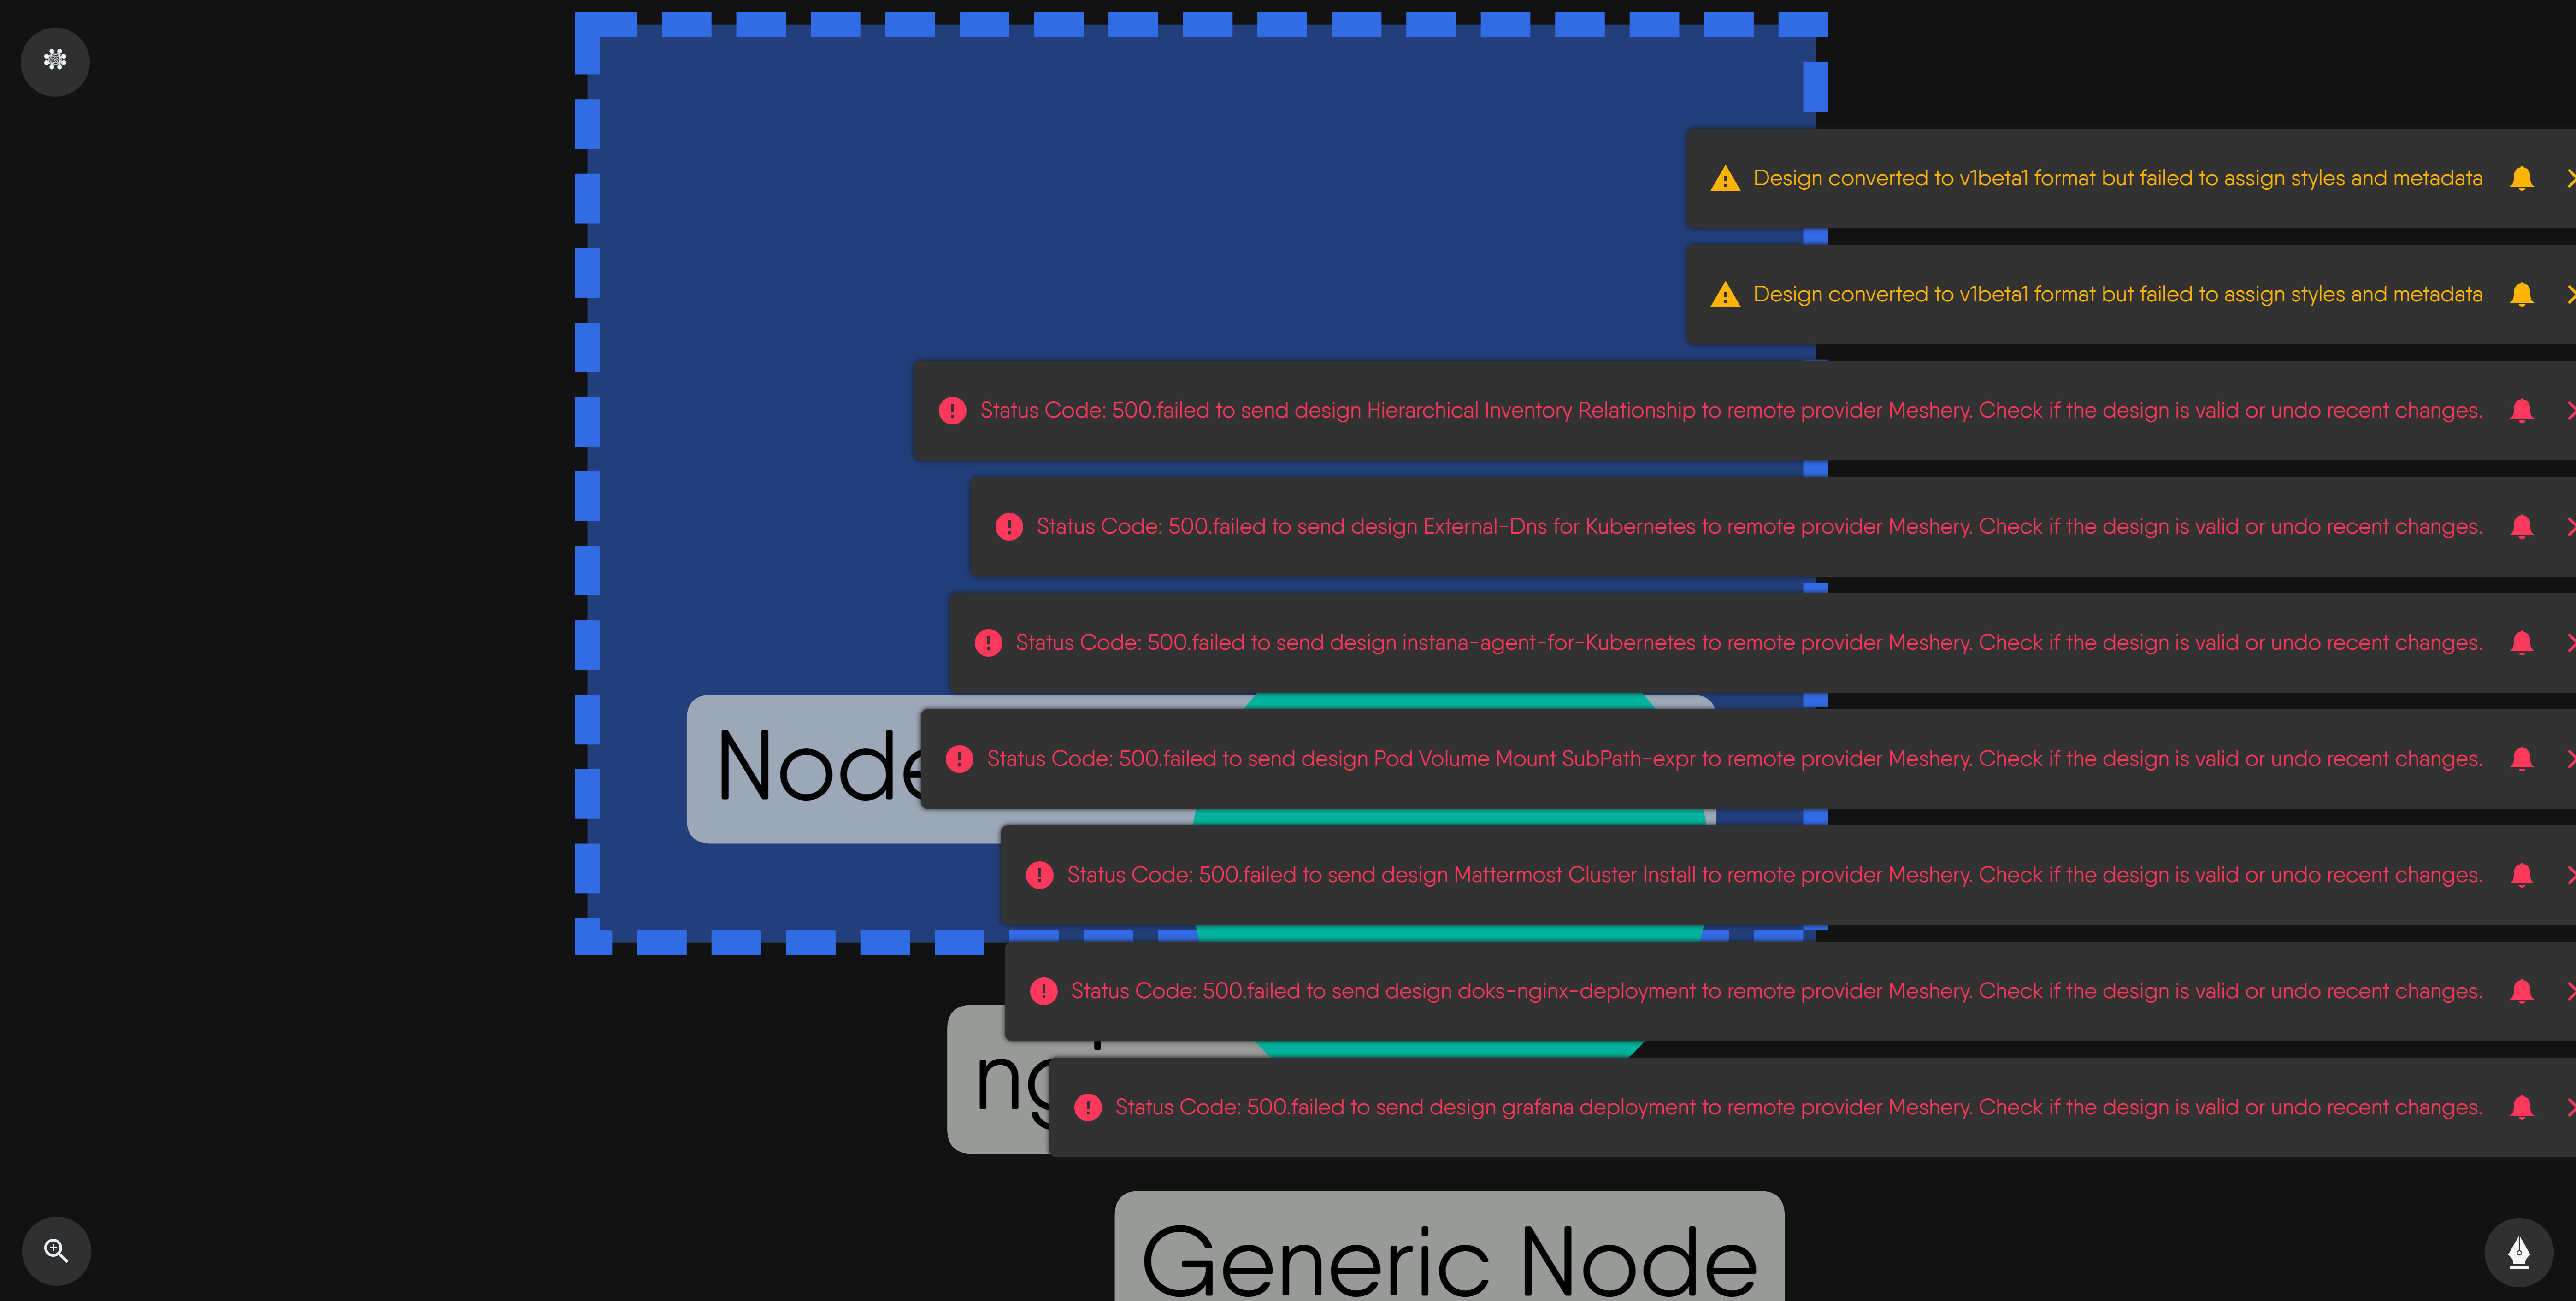 Design converted to v1beta1 format but failed to assign styles and metadata
Design converted to v1beta1 format but failed to assign styles and metadata
Status Code: 500.failed to send design Hierarchical Inventory Relationship to remote provider Meshery. Check if the design is valid or undo recent changes.
Status Code: 500.failed to send design External-Dns for Kubernetes to remote provider Meshery. Check if the design is valid or undo recent changes.
Status Code: 500.failed to send design instana-agent-for-Kubernetes to remote provider Meshery. Check if the design is valid or undo recent changes.
Node
Status Code: 500.failed to send design Pod Volume Mount SubPath-expr to remote provider Meshery. Check if the design is valid or undo recent changes.
Status Code: 500.failed to send design Mattermost Cluster Install to remote provider Meshery. Check if the design is valid or undo recent changes.
Status Code: 500.failed to send design doks-nginx-deployment to remote provider Meshery. Check if the design is valid or undo recent changes.
Status Code: 500.failed to send design grafana deployment to remote provider Meshery. Check if the design is valid or undo recent changes.
Generic Node